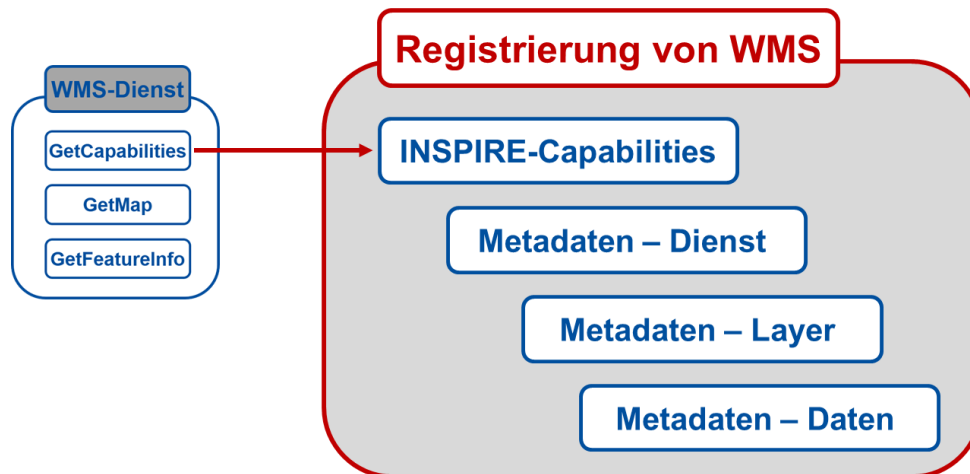 Registrierung von WMS
WMS-Dienst
GetCapabilities
GetMap
GetFeatureInfo
INSPIRE-Capabilities
Metadaten – Dienst
Metadaten – Layer
Metadaten – Daten